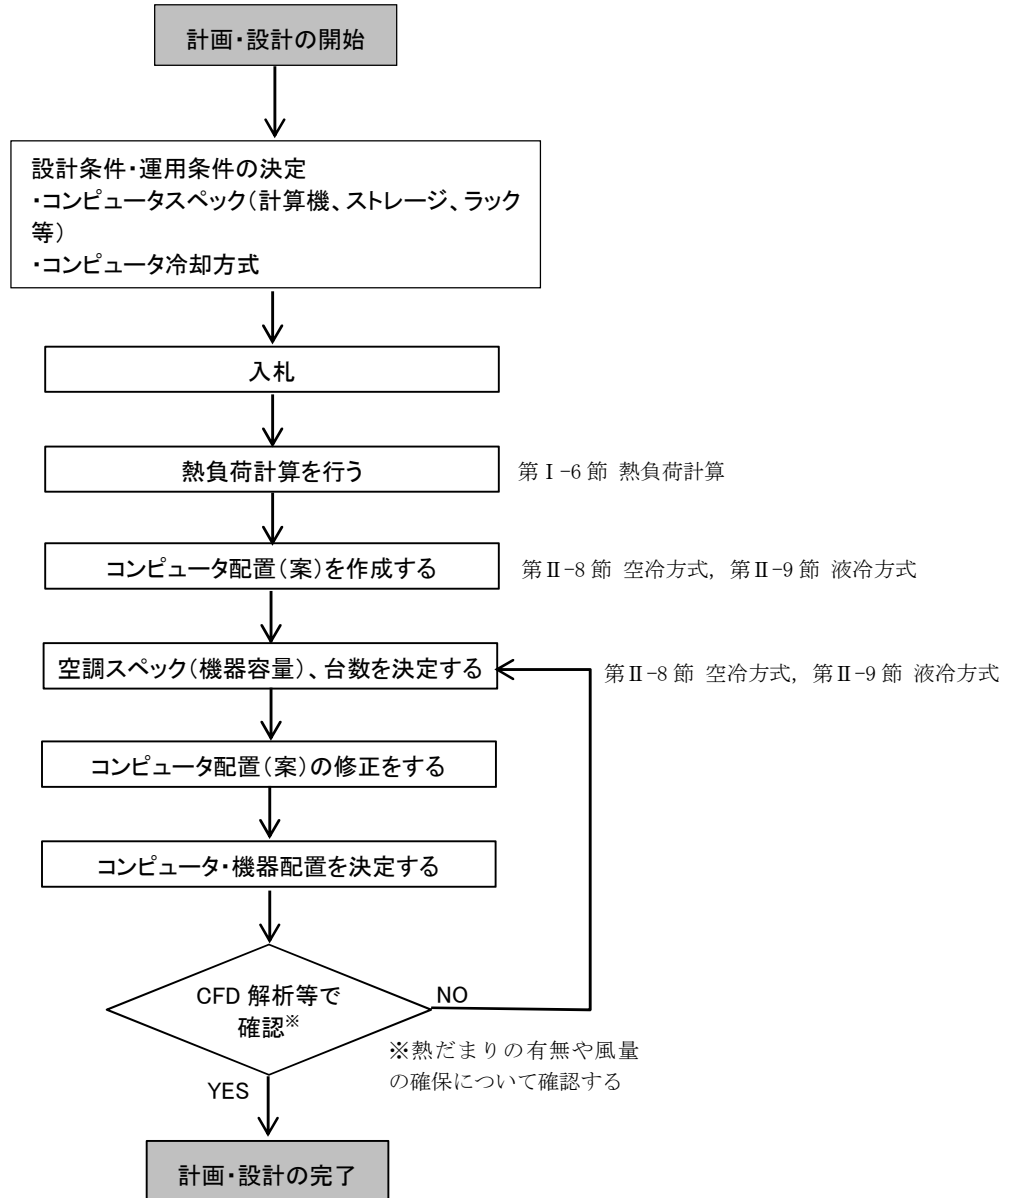 計画・設計の開始
設計条件・運用条件の決定
・コンピュータスペック（計算機、ストレージ、ラック
等）
・コンピュータ冷却方式
入札
熱負荷計算を行う
第Ⅰ-6 節 熱負荷計算
コンピュータ配置（案）を作成する
第Ⅱ-8 節 空冷方式, 第Ⅱ-9 節 液冷方式
空調スペック（機器容量）、台数を決定する
第Ⅱ-8 節 空冷方式, 第Ⅱ-9 節 液冷方式
コンピュータ配置（案）の修正をする
コンピュータ・機器配置を決定する
CFD 解析等で
確認※
NO
※熱だまりの有無や風量
の確保について確認する
YES
計画・設計の完了